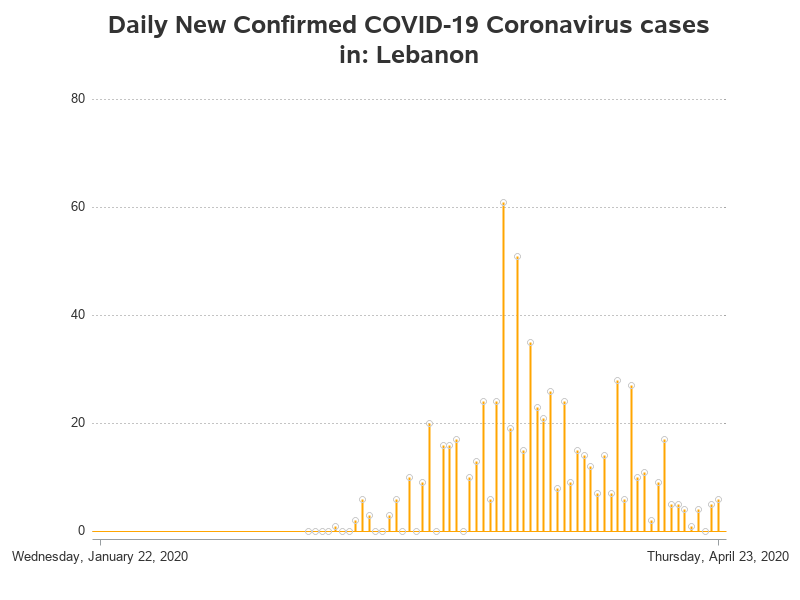 Daily New Confirmed COVID-19 Coronavirus cases
in: Lebanon
80
60
40
20
0
Wednesday, January 22, 2020
Thursday, April 23, 2020